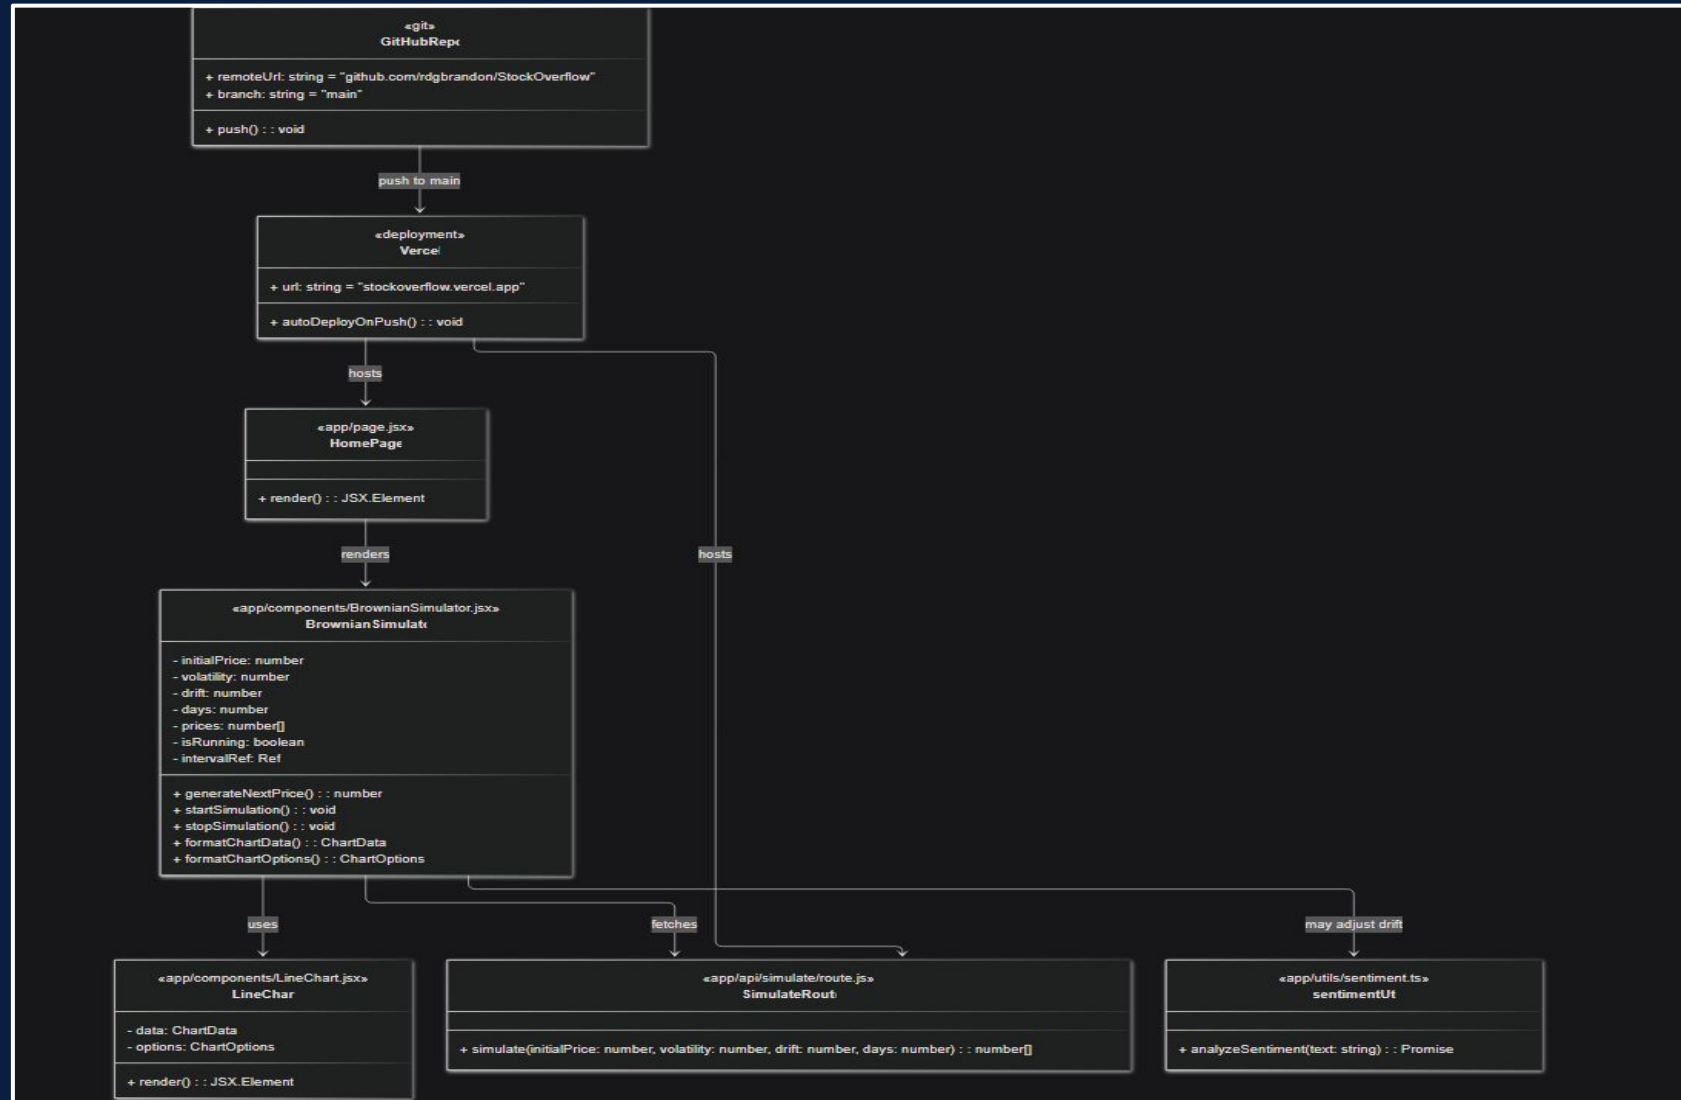 «git»
GitHubRepo
+ remoteUrl: string = "github.com/rdgbrandon/StockOverflow"
+ branch: string = "main"
+ push() : : void
push to main
«deployment»
Vercel
+ url: string = "stockoverflow.vercel.app"
+ autoDeployOnPush() : : void
hosts
«app/page.jsx»
HomePage
+ render() : : JSX.Element
renders
hosts
«app/components/BrownianSimulator.jsx»
BrownianSimulato
- initialPrice: number
- volatility: number
- drift: number
- days: number
- prices: number[]
- isRunning: boolean
- intervalRef: Ref
+ generateNextPrice() : : number
+ startSimulation() : : void
+ stopSimulation() : : void
+ formatChartData() : : ChartData
+ formatChartOptions() : : ChartOptions
uses
fetches
may adjust drift
«app/components/LineChart.jsx»
LineChar
- data: ChartData
- options: ChartOptions
+ render() : : JSX.Element
«app/api/simulate/route.js»
SimulateRout
+ simulate(initialPrice: number, volatility: number, drift: number, days: number) : : number[]
«app/utils/sentiment.ts»
sentimentUt
+ analyzeSentiment(text: string) : : Promise